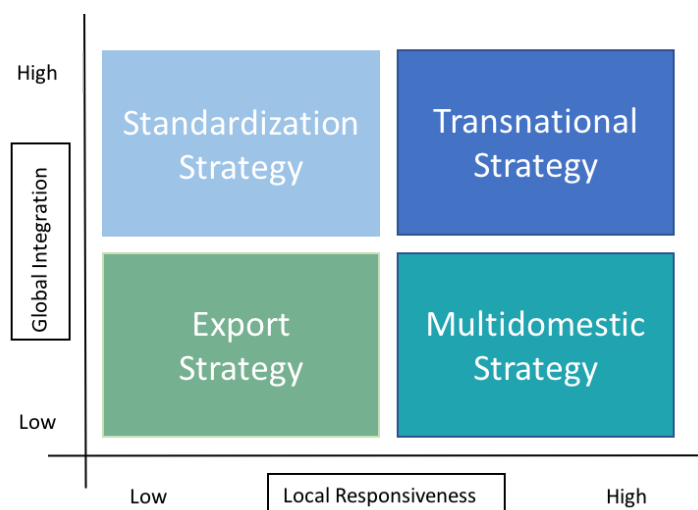 High
Standardization
Strategy
Transnational
Strategy
Global Integration
Export
Strategy
Multidomestic
Strategy
Low
Low
Local Responsiveness
High